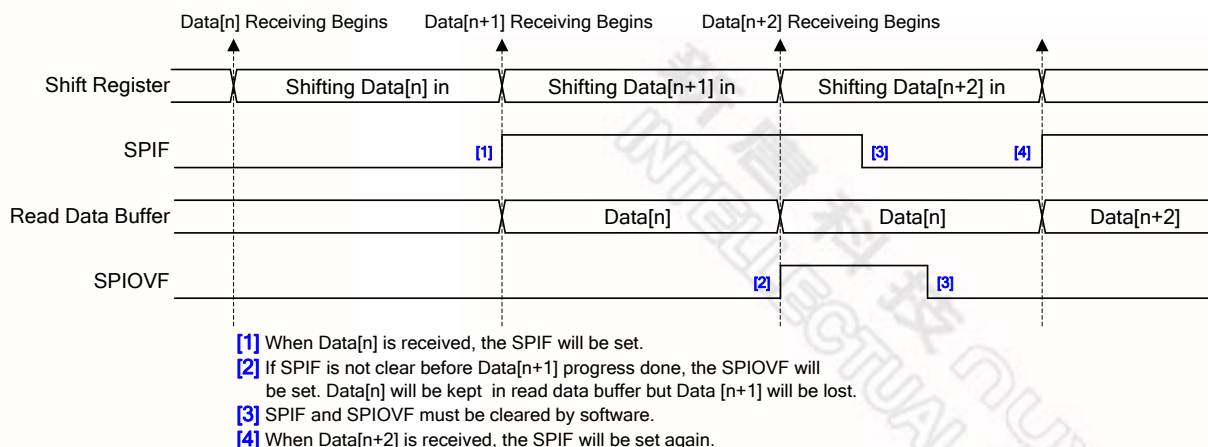 Data[n] Receiving Begins Data[n+1] Receiving Begins Data[n+2] Receiveing Begins
Shift Register Shifting Data[n] in Shifting Data[n+1] in Shifting Data[n+2] in
SPIF [1] [3] [4]
Read Data Buffer Data[n] Data[n] Data[n+2]
SPIOVF [2] [3]
[1] When Data[n] is received, the SPIF will be set.
[2] If SPIF is not clear before Data[n+1] progress done, the SPIOVF will
be set. Data[n] will be kept in read data buffer but Data [n+1] will be lost.
[3] SPIF and SPIOVF must be cleared by software.
[4] When Data[n+2] is received, the SPIF will be set again.
新唐科技
INTELLECTUAL